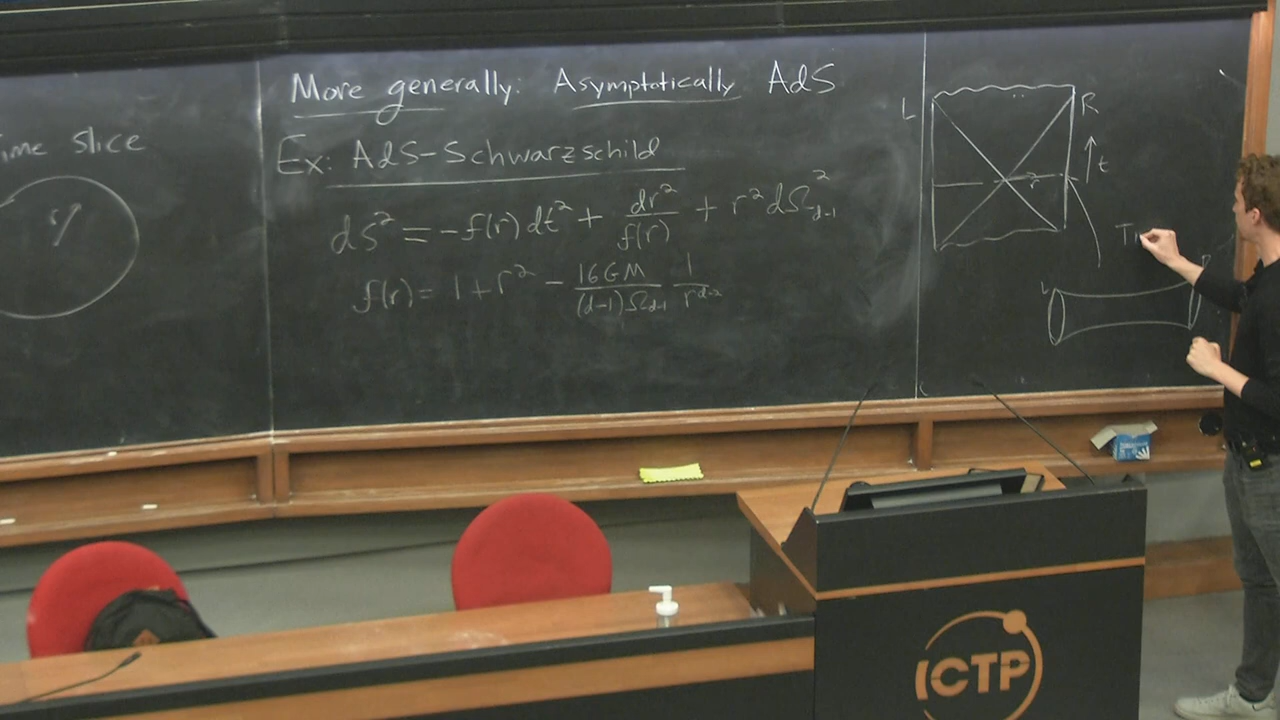 ime slice
r
More generally: Asymptotically AdS
Ex: AdS-Schwarzschild
ds² = -f(r) dt² + dr²/f(r) + r² dΩ²_{d-1}
f(r) = 1 + r² - 16GM/((d-1)Ω_{d-1}) 1/r^{d-2}
L R
t
r
Ti
L R
ICTP